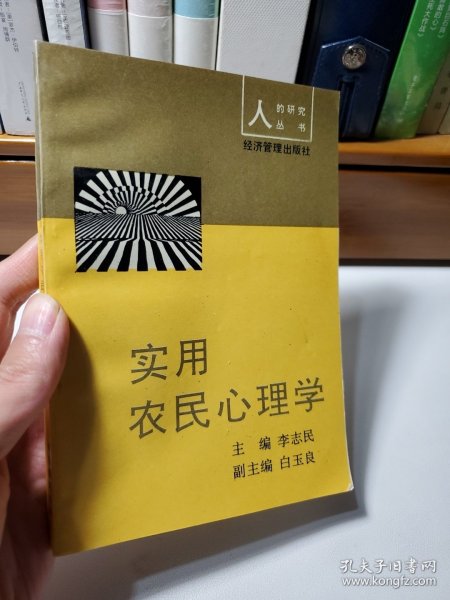 人的研究
丛书
经济管理出版社
实用
农民心理学
主编 李志民
副主编 白玉良
孔夫子旧书网
www.kongfz.com